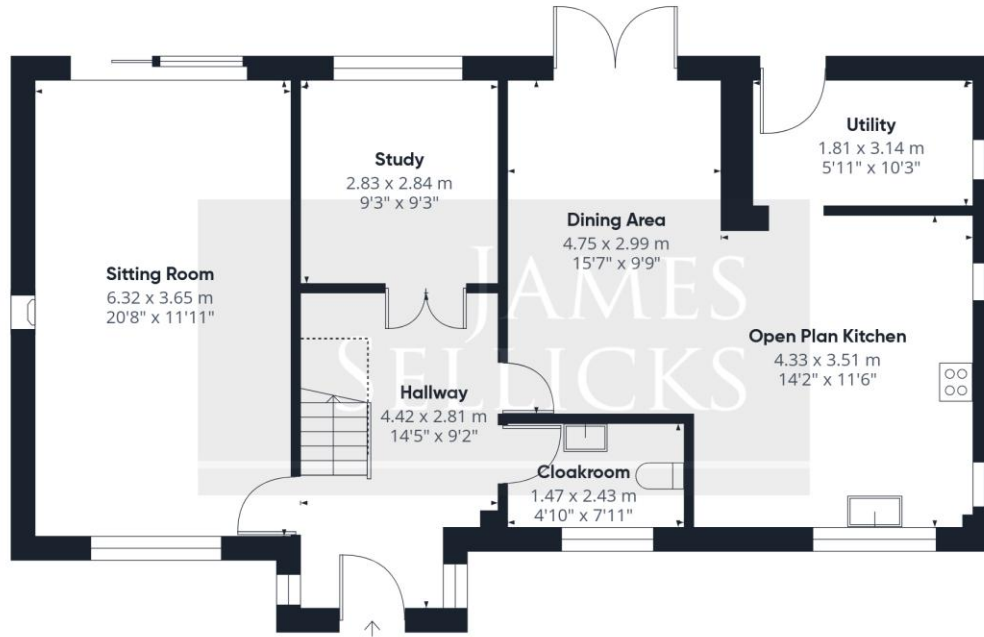 Utility
1.81 x 3.14 m
5'11" x 10'3"
Study
2.83 x 2.84 m
9'3" x 9'3"
Dining Area
4.75 x 2.99 m
15'7" x 9'9"
Sitting Room
6.32 x 3.65 m
20'8" x 11'11"
JAMES
SELLICKS
Open Plan Kitchen
4.33 x 3.51 m
14'2" x 11'6"
Hallway
4.42 x 2.81 m
14'5" x 9'2"
Cloakroom
1.47 x 2.43 m
4'10" x 7'11"